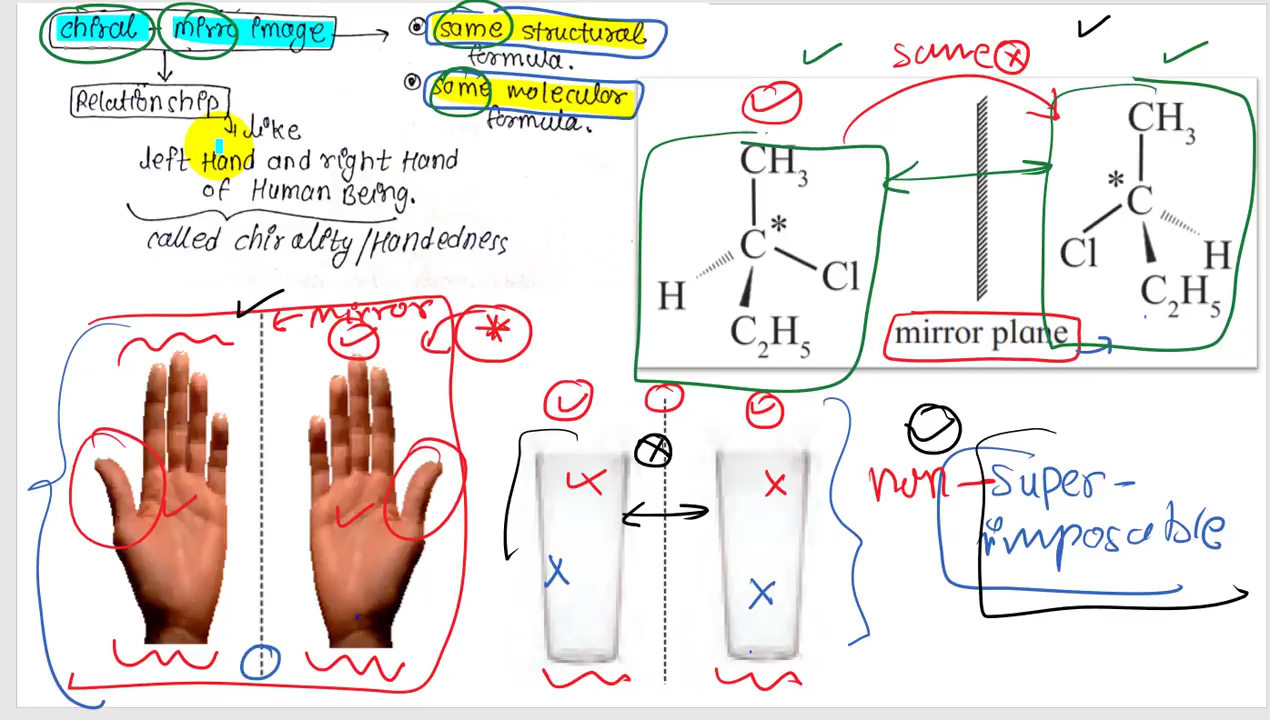 chiral - mirro image
same structural
formula.
same molecular
formula.
Relationship
like
left Hand and right Hand
of Human Being.
called chirality/Handedness
same
CH3
*
C
H
Cl
C2H5
mirror plane
CH3
*
C
Cl
H
C2H5
mirror
*
non-super-
imposable